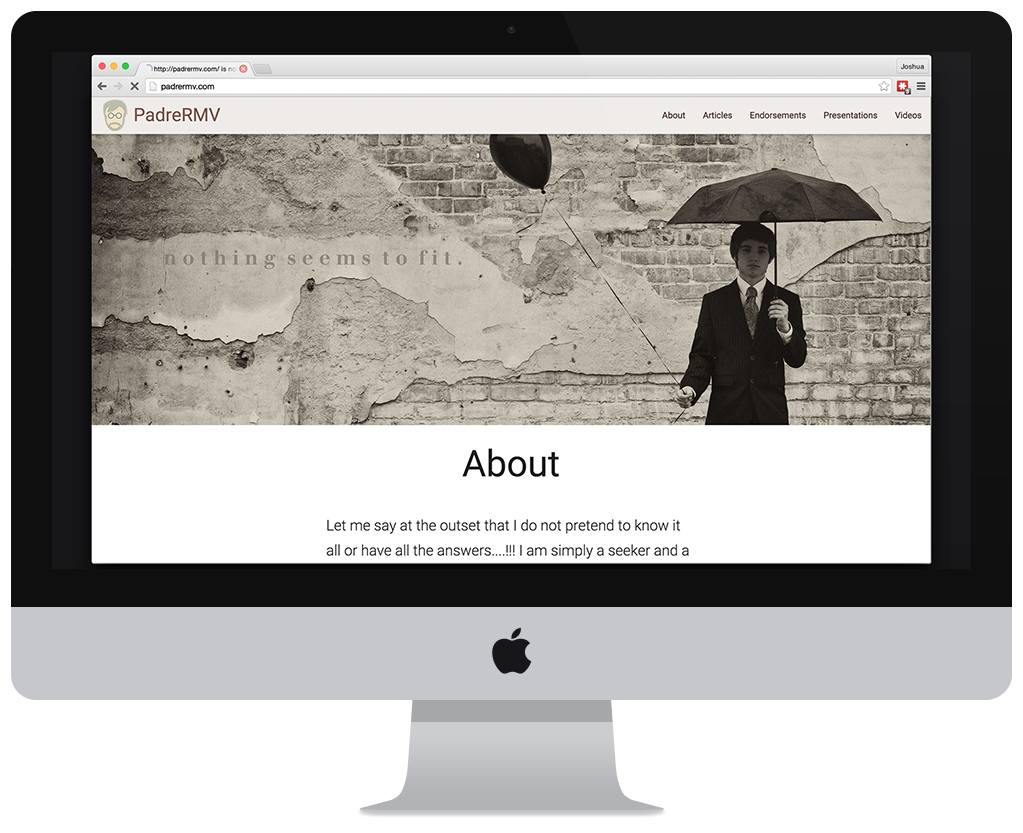 http://padrermv.com/ is no
Joshua
padrermv.com
PadreRMV
About Articles Endorsements Presentations Videos
nothing seems to fit.
About
Let me say at the outset that I do not pretend to know it
all or have all the answers....!!! I am simply a seeker and a